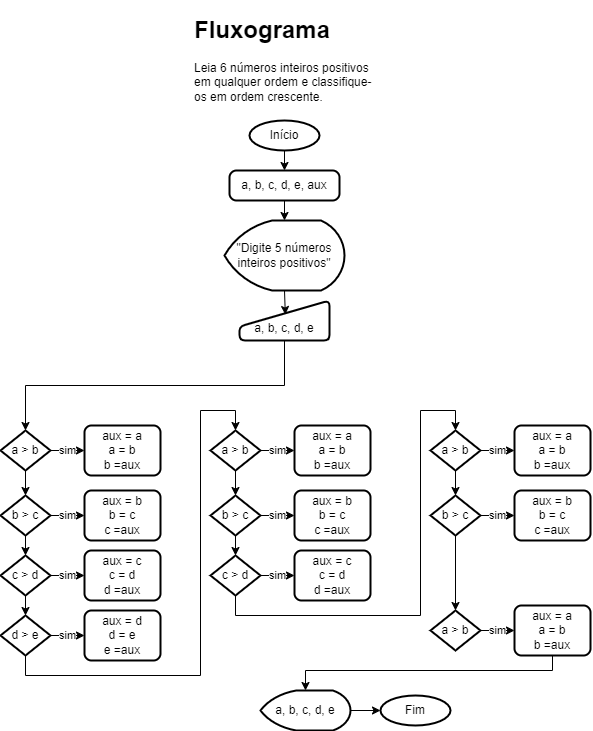 Fluxograma
Leia 6 números inteiros positivos
em qualquer ordem e classifique-
os em ordem crescente.
Início
a, b, c, d, e, aux
"Digite 5 números
inteiros positivos"
a, b, c, d, e
a > b
sim
aux = a
a = b
b =aux
b > c
sim
aux = b
b = c
c =aux
c > d
sim
aux = c
c = d
d =aux
d > e
sim
aux = d
d = e
e =aux
a > b
sim
aux = a
a = b
b =aux
b > c
sim
aux = b
b = c
c =aux
c > d
sim
aux = c
c = d
d =aux
a > b
sim
aux = a
a = b
b =aux
b > c
sim
aux = b
b = c
c =aux
a > b
sim
aux = a
a = b
b =aux
a, b, c, d, e
Fim